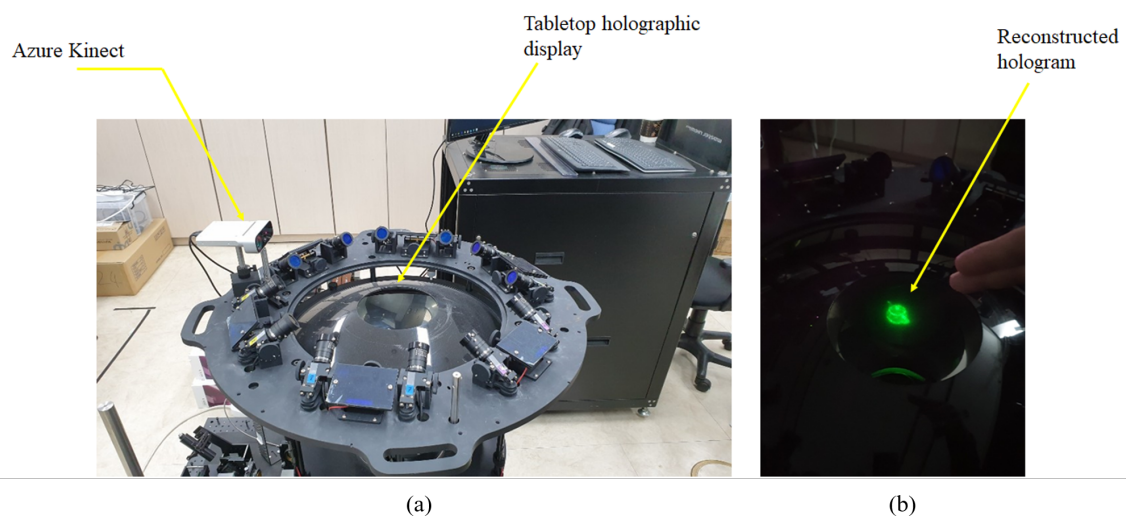 Azure Kinect
Tabletop holographic
display
Reconstructed
hologram
(a)
(b)